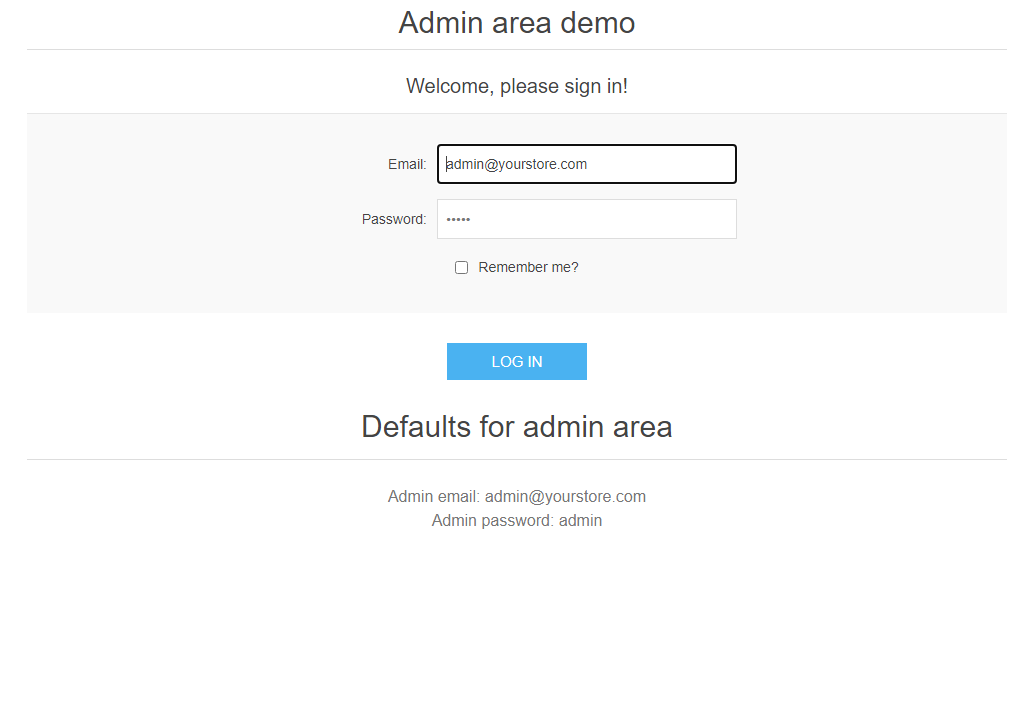 Admin area demo
Welcome, please sign in!
Email: admin@yourstore.com
Password: •••••
Remember me?
LOG IN
Defaults for admin area
Admin email: admin@yourstore.com
Admin password: admin